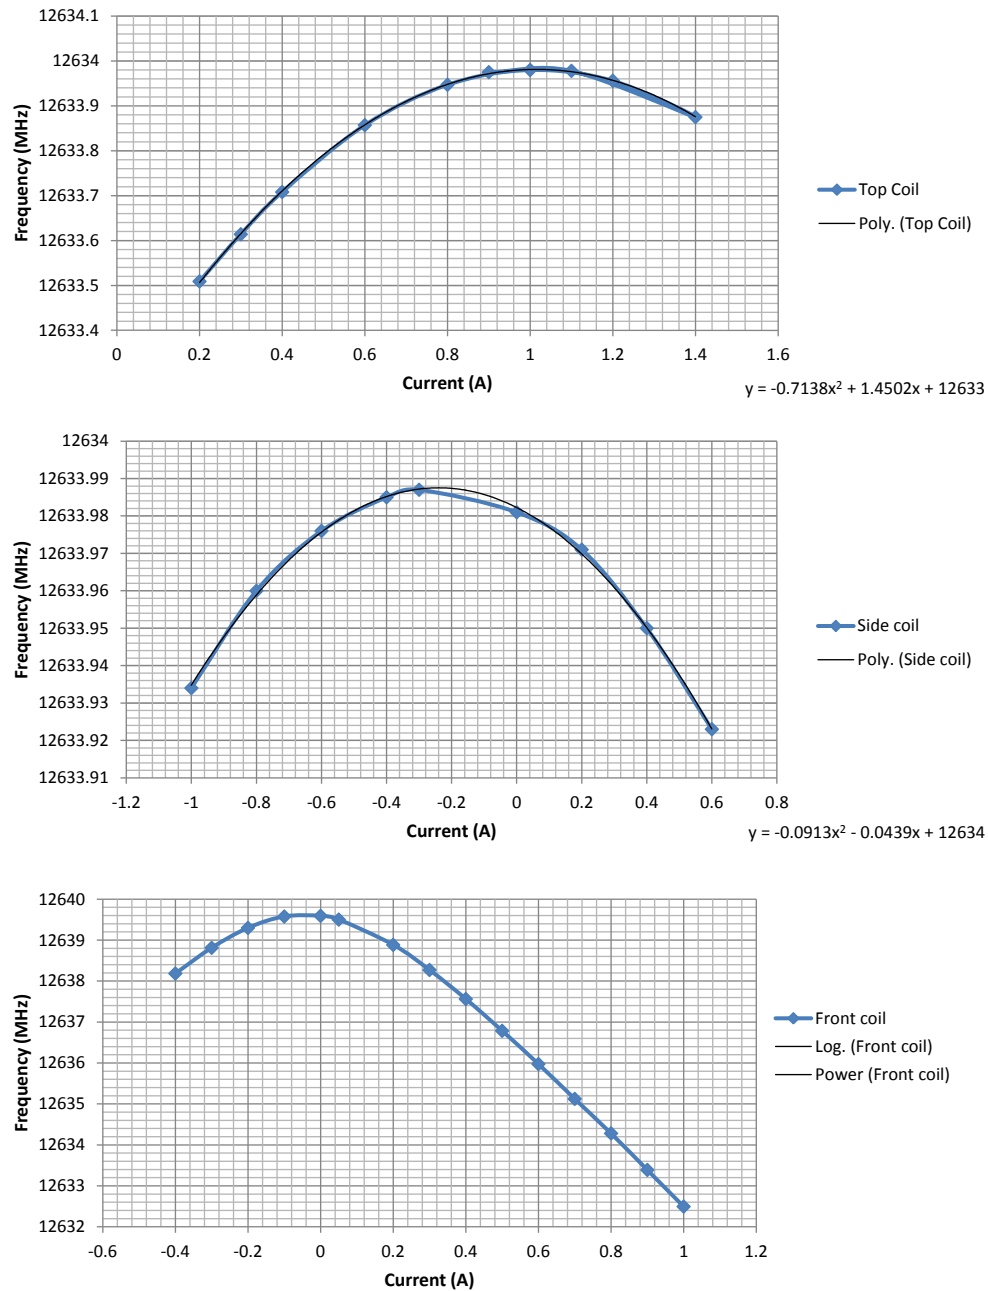 12634.1
12634
12633.9
12633.8
12633.7
12633.6
12633.5
12633.4
Frequency (MHz)
0 0.2 0.4 0.6 0.8 1 1.2 1.4 1.6
Current (A)
Top Coil
Poly. (Top Coil)
y = -0.7138x² + 1.4502x + 12633
12634
12633.99
12633.98
12633.97
12633.96
12633.95
12633.94
12633.93
12633.92
12633.91
Frequency (MHz)
-1.2 -1 -0.8 -0.6 -0.4 -0.2 0 0.2 0.4 0.6 0.8
Current (A)
Side coil
Poly. (Side coil)
y = -0.0913x² - 0.0439x + 12634
12640
12639
12638
12637
12636
12635
12634
12633
12632
Frequency (MHz)
-0.6 -0.4 -0.2 0 0.2 0.4 0.6 0.8 1 1.2
Current (A)
Front coil
Log. (Front coil)
Power (Front coil)